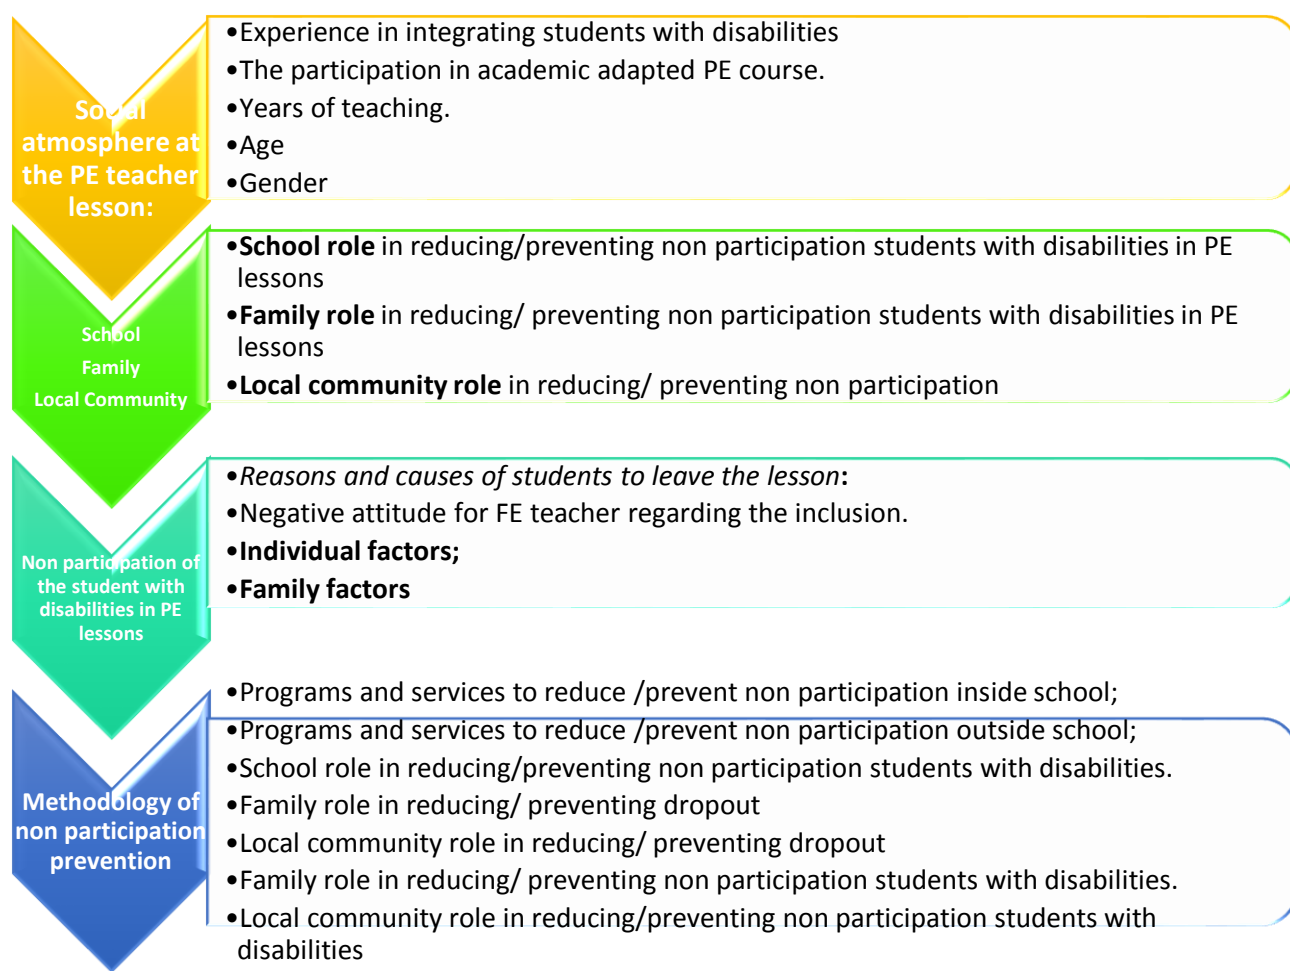 Social
atmosphere at
the PE teacher
lesson:
•Experience in integrating students with disabilities
•The participation in academic adapted PE course.
•Years of teaching.
•Age
•Gender
School
Family
Local Community
•School role in reducing/preventing non participation students with disabilities in PE
lessons
•Family role in reducing/ preventing non participation students with disabilities in PE
lessons
•Local community role in reducing/ preventing non participation
Non participation of
the student with
disabilities in PE
lessons
•Reasons and causes of students to leave the lesson:
•Negative attitude for FE teacher regarding the inclusion.
•Individual factors;
•Family factors
Methodology of
non participation
prevention
•Programs and services to reduce /prevent non participation inside school;
•Programs and services to reduce /prevent non participation outside school;
•School role in reducing/preventing non participation students with disabilities.
•Family role in reducing/ preventing dropout
•Local community role in reducing/ preventing dropout
•Family role in reducing/ preventing non participation students with disabilities.
•Local community role in reducing/preventing non participation students with
disabilities